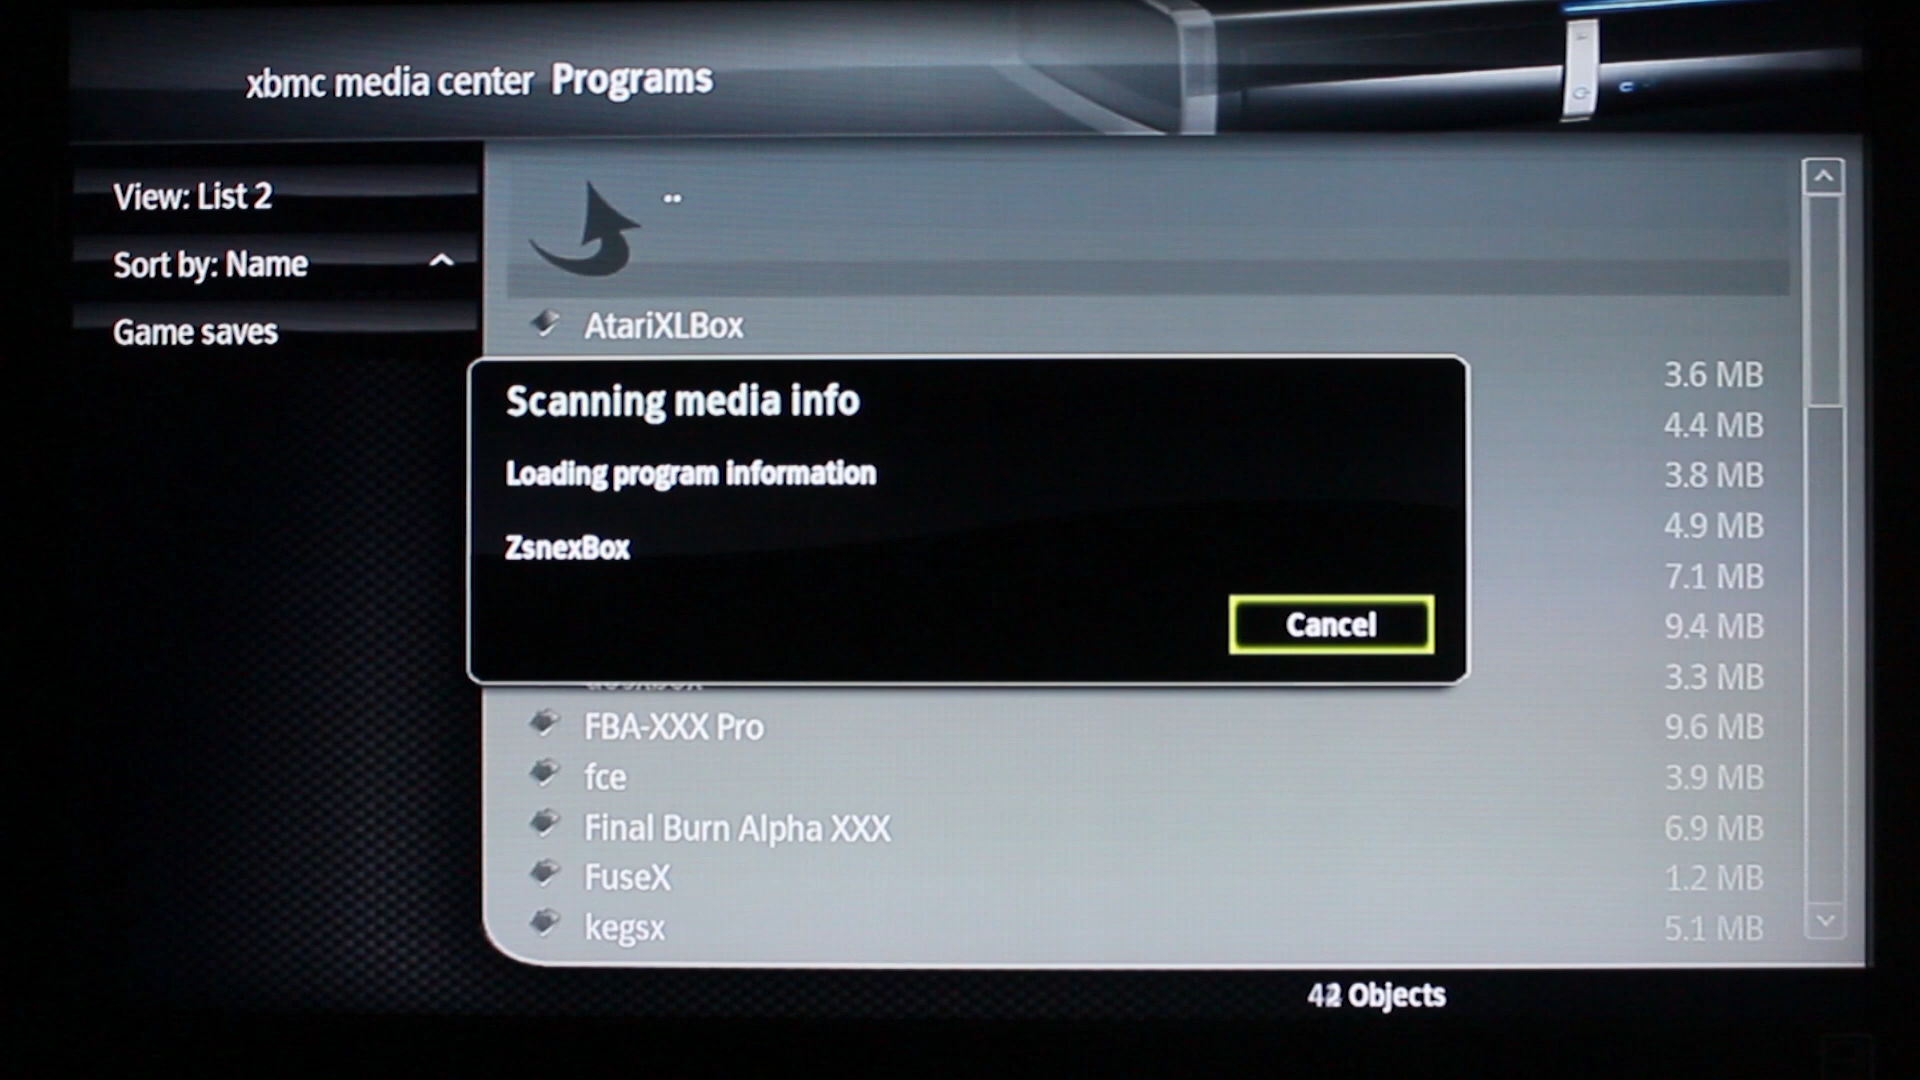 xbmc media center Programs
View: List 2
Sort by: Name
Game saves
..
AtariXLBox
3.6 MB
4.4 MB
3.8 MB
4.9 MB
7.1 MB
9.4 MB
3.3 MB
Scanning media info
Loading program information
ZsnexBox
Cancel
FBA-XXX Pro 9.6 MB
fce 3.9 MB
Final Burn Alpha XXX 6.9 MB
FuseX 1.2 MB
kegsx 5.1 MB
Objects